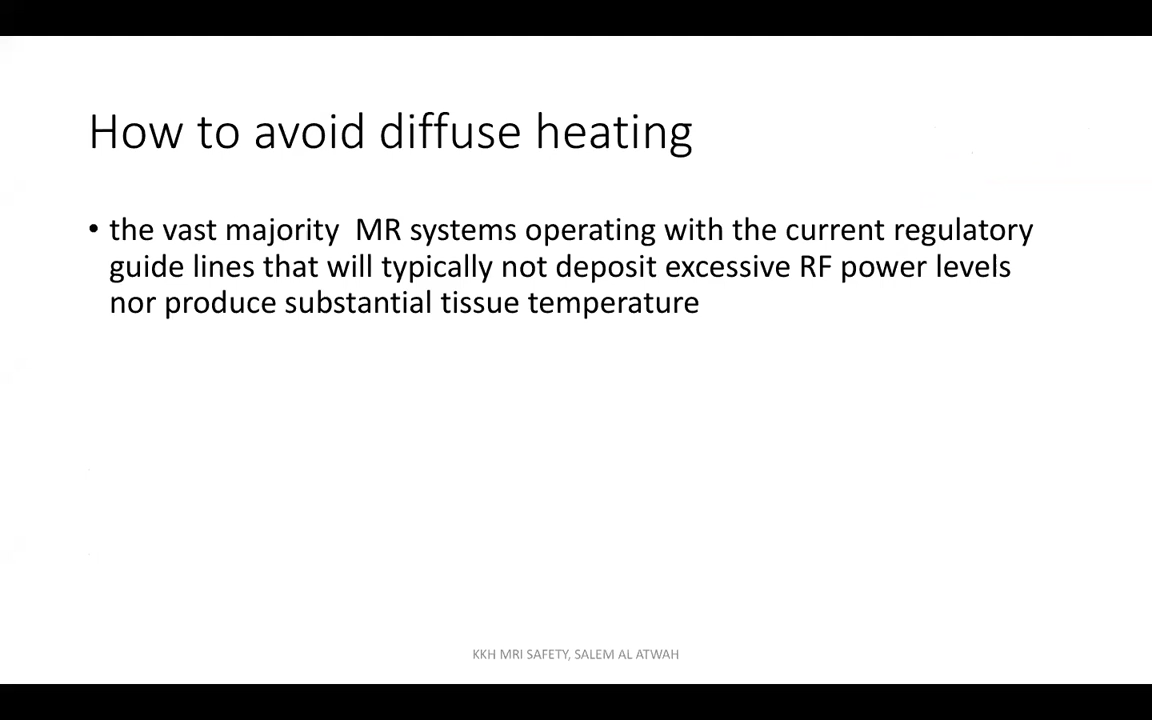 How to avoid diffuse heating
• the vast majority  MR systems operating with the current regulatory
guide lines that will typically not deposit excessive RF power levels
nor produce substantial tissue temperature
KKH MRI SAFETY, SALEM AL ATWAH